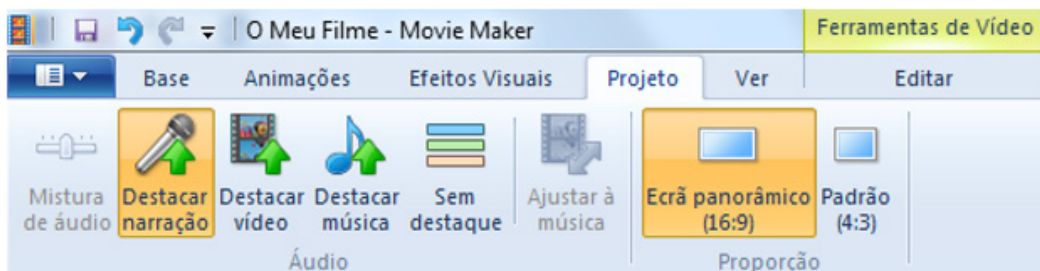 O Meu Filme - Movie Maker
Ferramentas de Vídeo
Base Animações Efeitos Visuais Projeto Ver Editar
Mistura de áudio
Destacar narração
Destacar vídeo
Destacar música
Sem destaque
Ajustar à música
Ecrã panorâmico (16:9)
Padrão (4:3)
Áudio
Proporção